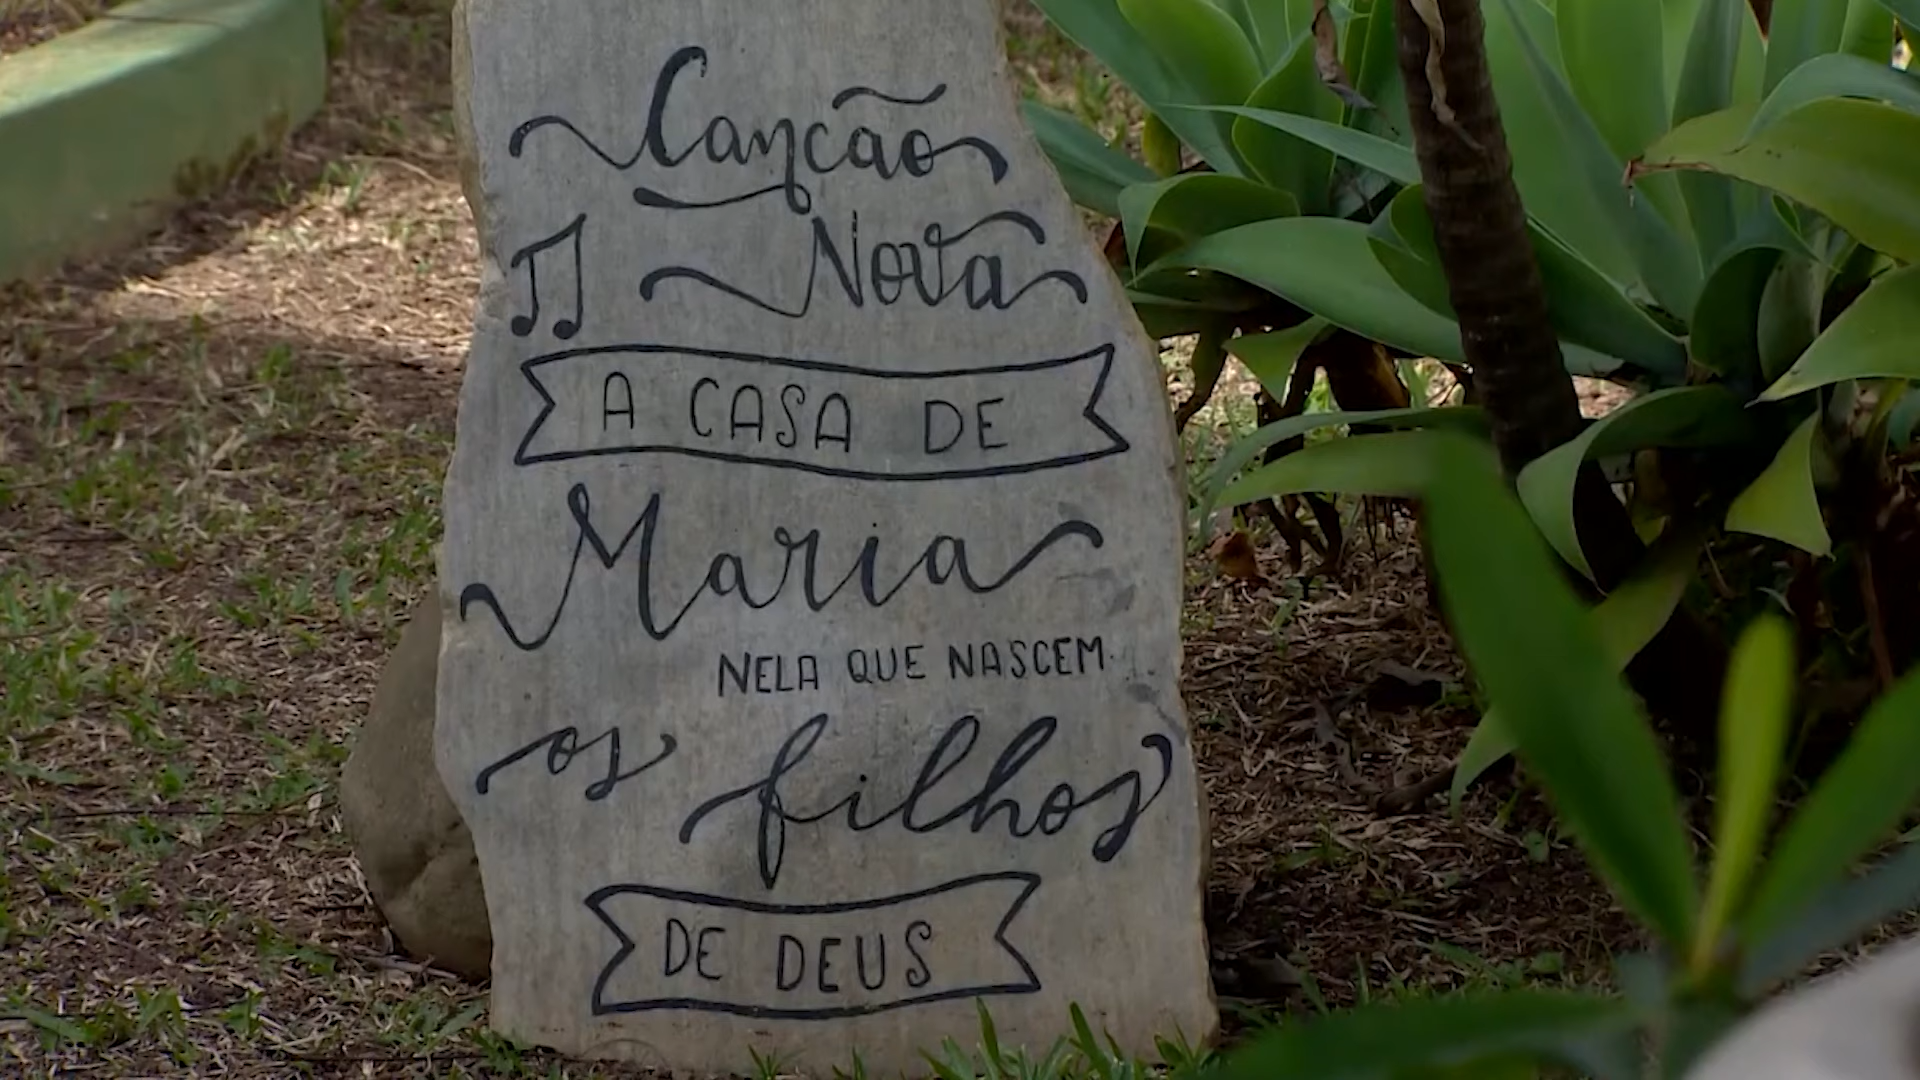 Canção
Nova
A CASA DE
Maria
NELA QUE NASCEM
os filhos
DE DEUS